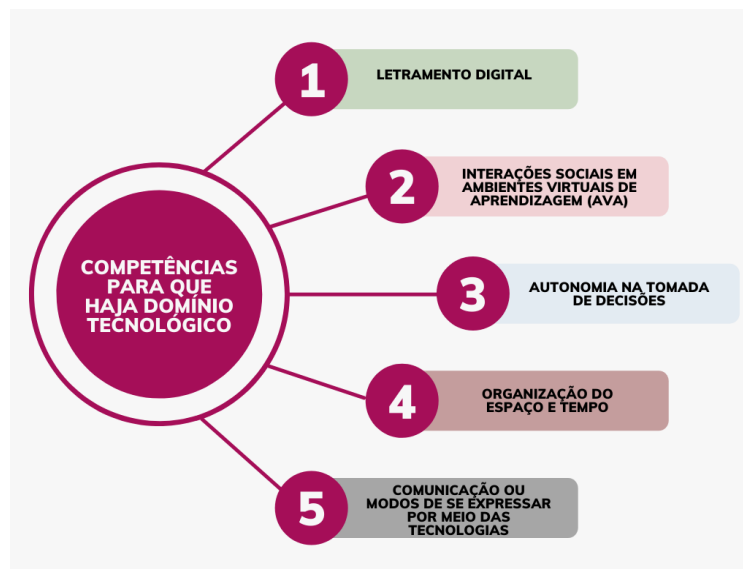 1
LETRAMENTO DIGITAL
2
INTERAÇÕES SOCIAIS EM
AMBIENTES VIRTUAIS DE
APRENDIZAGEM (AVA)
COMPETÊNCIAS
PARA QUE
HAJA DOMÍNIO
TECNOLÓGICO
3
AUTONOMIA NA TOMADA
DE DECISÕES
4
ORGANIZAÇÃO DO
ESPAÇO E TEMPO
5
COMUNICAÇÃO OU
MODOS DE SE EXPRESSAR
POR MEIO DAS
TECNOLOGIAS